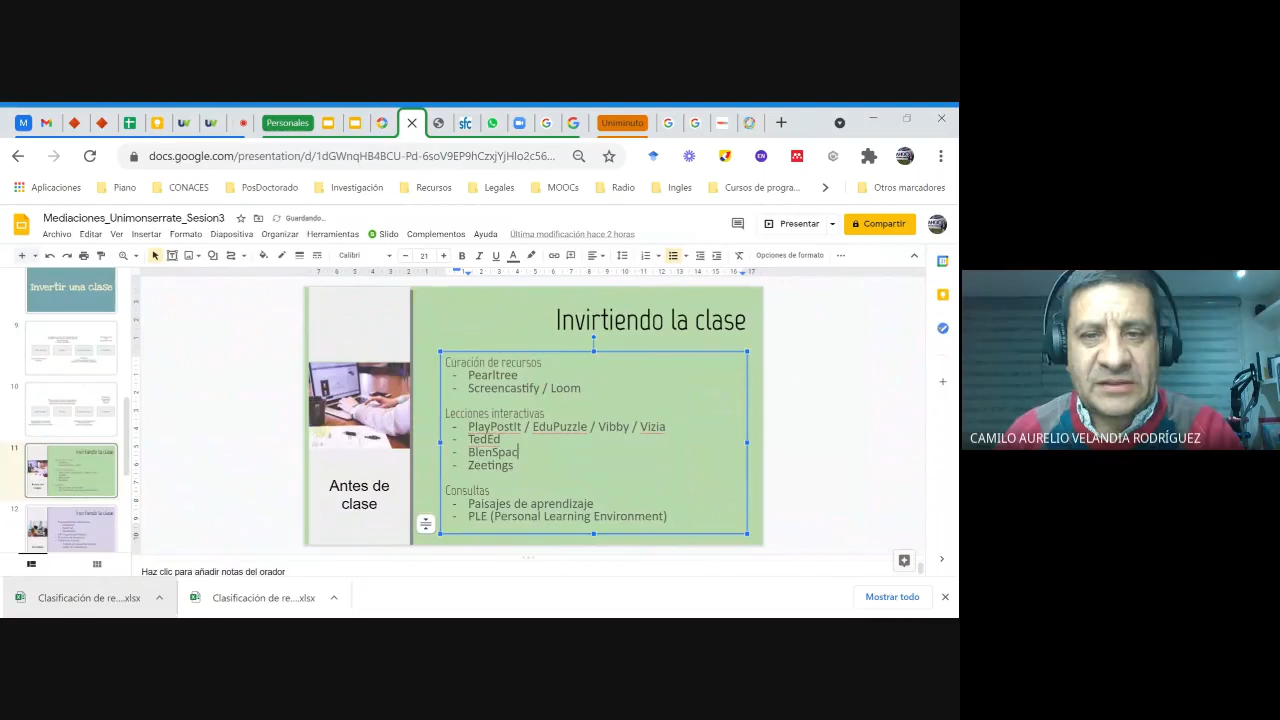 Personales
Uniminuto
docs.google.com/presentation/d/1dGWnqHB4BCU-Pd-6soV9EP9hCzxjYjHlo2c56...
Aplicaciones Piano CONACES PosDoctorado Investigación Recursos Legales MOOCs Radio Ingles Cursos de progra... Otros marcadores
Mediaciones_Unimonserrate_Sesion3 Guardando...
Presentar Compartir
Archivo Editar Ver Insertar Formato Diapositiva Organizar Herramientas Slido Complementos Ayuda Última modificación hace 2 horas
Calibri 21 Opciones de formato
Invertir una clase
9
10
11
12
Invirtiendo la clase
Curación de recursos
- Pearltree
- Screencastify / Loom
Lecciones interactivas
- PlayPostIt / EduPuzzle / Vibby / Vizia
- TedEd
- BlenSpac
- Zeetings
Consultas
- Paisajes de aprendizaje
- PLE (Personal Learning Environment)
Antes de
clase
Haz clic para añadir notas del orador
Clasificación de re....xlsx Clasificación de re....xlsx Mostrar todo
CAMILO AURELIO VELANDIA RODRÍGUEZ